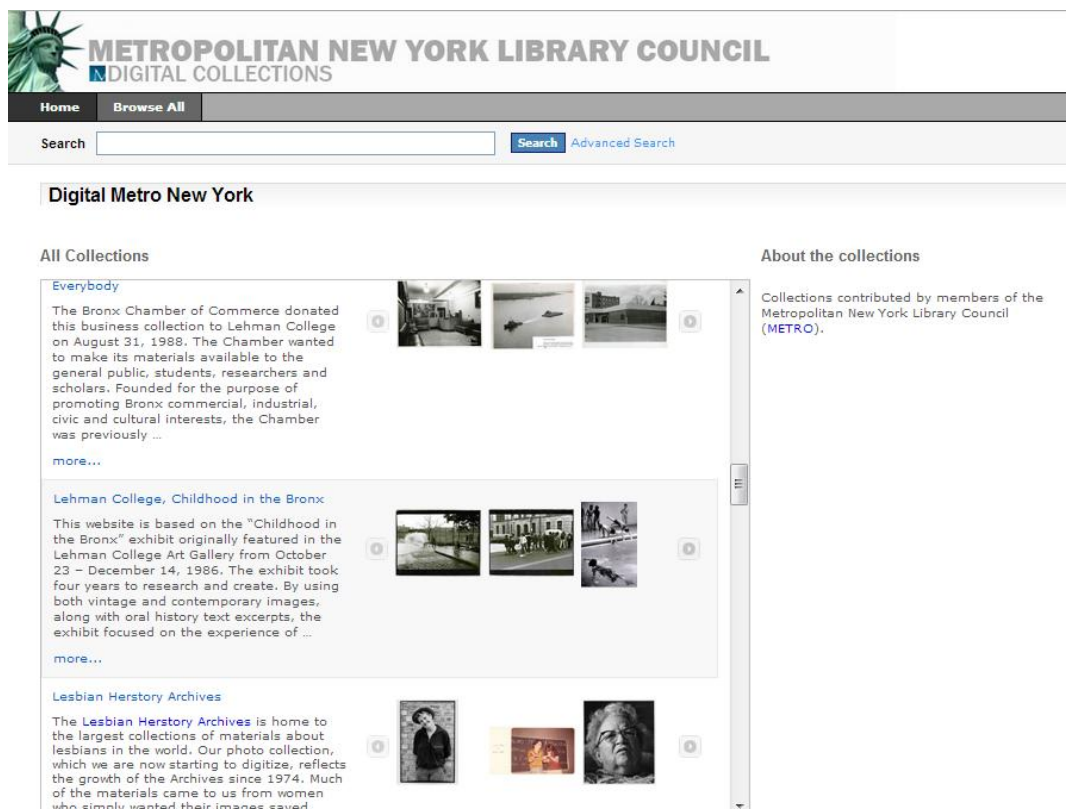 METROPOLITAN NEW YORK LIBRARY COUNCIL
DIGITAL COLLECTIONS
Home Browse All
Search Search Advanced Search
Digital Metro New York
All Collections
Everybody
The Bronx Chamber of Commerce donated
this business collection to Lehman College
on August 31, 1988. The Chamber wanted
to make its materials available to the
general public, students, researchers and
scholars. Founded for the purpose of
promoting Bronx commercial, industrial,
civic and cultural interests, the Chamber
was previously …
more...
Lehman College, Childhood in the Bronx
This website is based on the “Childhood in
the Bronx” exhibit originally featured in the
Lehman College Art Gallery from October
23 – December 14, 1986. The exhibit took
four years to research and create. By using
both vintage and contemporary images,
along with oral history text excerpts, the
exhibit focused on the experience of …
more...
Lesbian Herstory Archives
The Lesbian Herstory Archives is home to
the largest collections of materials about
lesbians in the world. Our photo collection,
which we are now starting to digitize, reflects
the growth of the Archives since 1974. Much
of the materials came to us from women
who simply wanted their images saved
About the collections
Collections contributed by members of the
Metropolitan New York Library Council
(METRO).